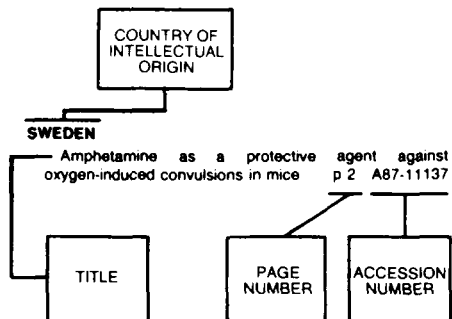 COUNTRY OF
INTELLECTUAL
ORIGIN
SWEDEN
Amphetamine as a protective agent against
oxygen-induced convulsions in mice p 2 A87-11137
TITLE
PAGE
NUMBER
ACCESSION
NUMBER